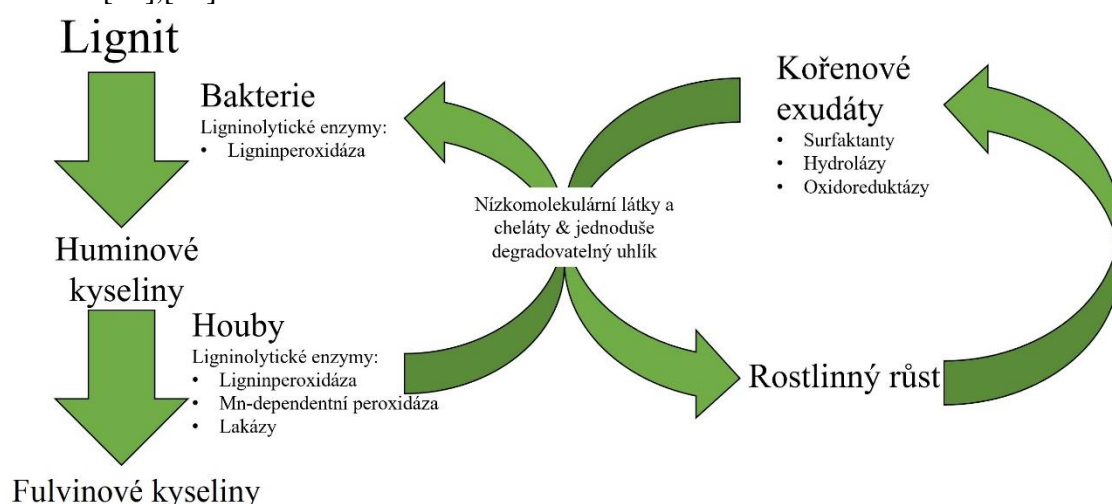 Lignit
Bakterie
Ligninolytické enzymy:
• Ligninperoxidáza
Huminové
kyseliny
Houby
Ligninolytické enzymy:
• Ligninperoxidáza
• Mn-dependentní peroxidáza
• Lakázy
Fulvinové kyseliny
Nízkomolekulární látky a
cheláty & jednoduše
degradovatelný uhlík
Kořenové
exudáty
• Surfaktanty
• Hydrolázy
• Oxidoreduktázy
Rostlinný růst